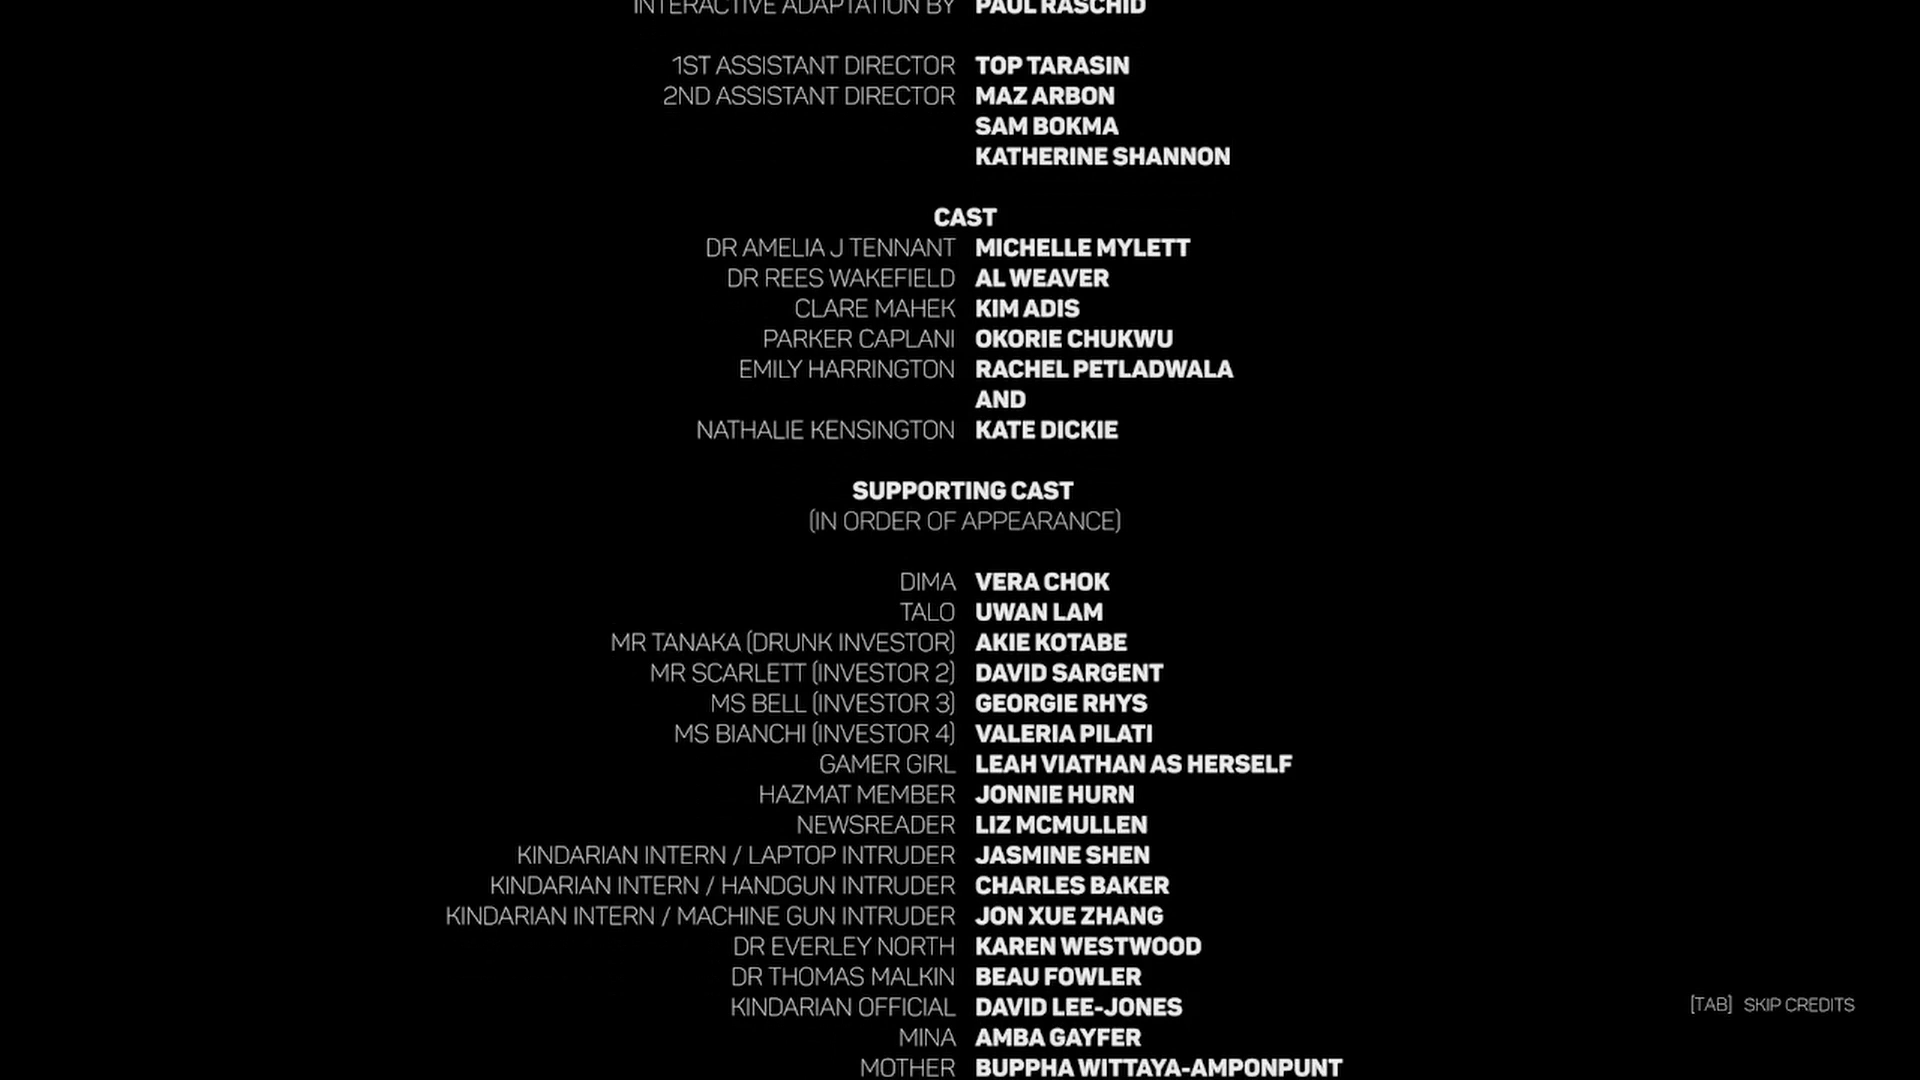 INTERACTIVE ADAPTATION BY PAUL RASCHID
1ST ASSISTANT DIRECTOR TOP TARASIN
2ND ASSISTANT DIRECTOR MAZ ARBON
SAM BOKMA
KATHERINE SHANNON
CAST
DR AMELIA J TENNANT MICHELLE MYLETT
DR REES WAKEFIELD AL WEAVER
CLARE MAHEK KIM ADIS
PARKER CAPLANI OKORIE CHUKWU
EMILY HARRINGTON RACHEL PETLADWALA
AND
NATHALIE KENSINGTON KATE DICKIE
SUPPORTING CAST
(IN ORDER OF APPEARANCE)
DIMA VERA CHOK
TALO UWAN LAM
MR TANAKA (DRUNK INVESTOR) AKIE KOTABE
MR SCARLETT (INVESTOR 2) DAVID SARGENT
MS BELL (INVESTOR 3) GEORGIE RHYS
MS BIANCHI (INVESTOR 4) VALERIA PILATI
GAMER GIRL LEAH VIATHAN AS HERSELF
HAZMAT MEMBER JONNIE HURN
NEWSREADER LIZ MCMULLEN
KINDARIAN INTERN / LAPTOP INTRUDER JASMINE SHEN
KINDARIAN INTERN / HANDGUN INTRUDER CHARLES BAKER
KINDARIAN INTERN / MACHINE GUN INTRUDER JON XUE ZHANG
DR EVERLEY NORTH KAREN WESTWOOD
DR THOMAS MALKIN BEAU FOWLER
KINDARIAN OFFICIAL DAVID LEE-JONES
[TAB] SKIP CREDITS
MINA AMBA GAYFER
MOTHER BUPPHA WITTAYA-AMPONPUNT